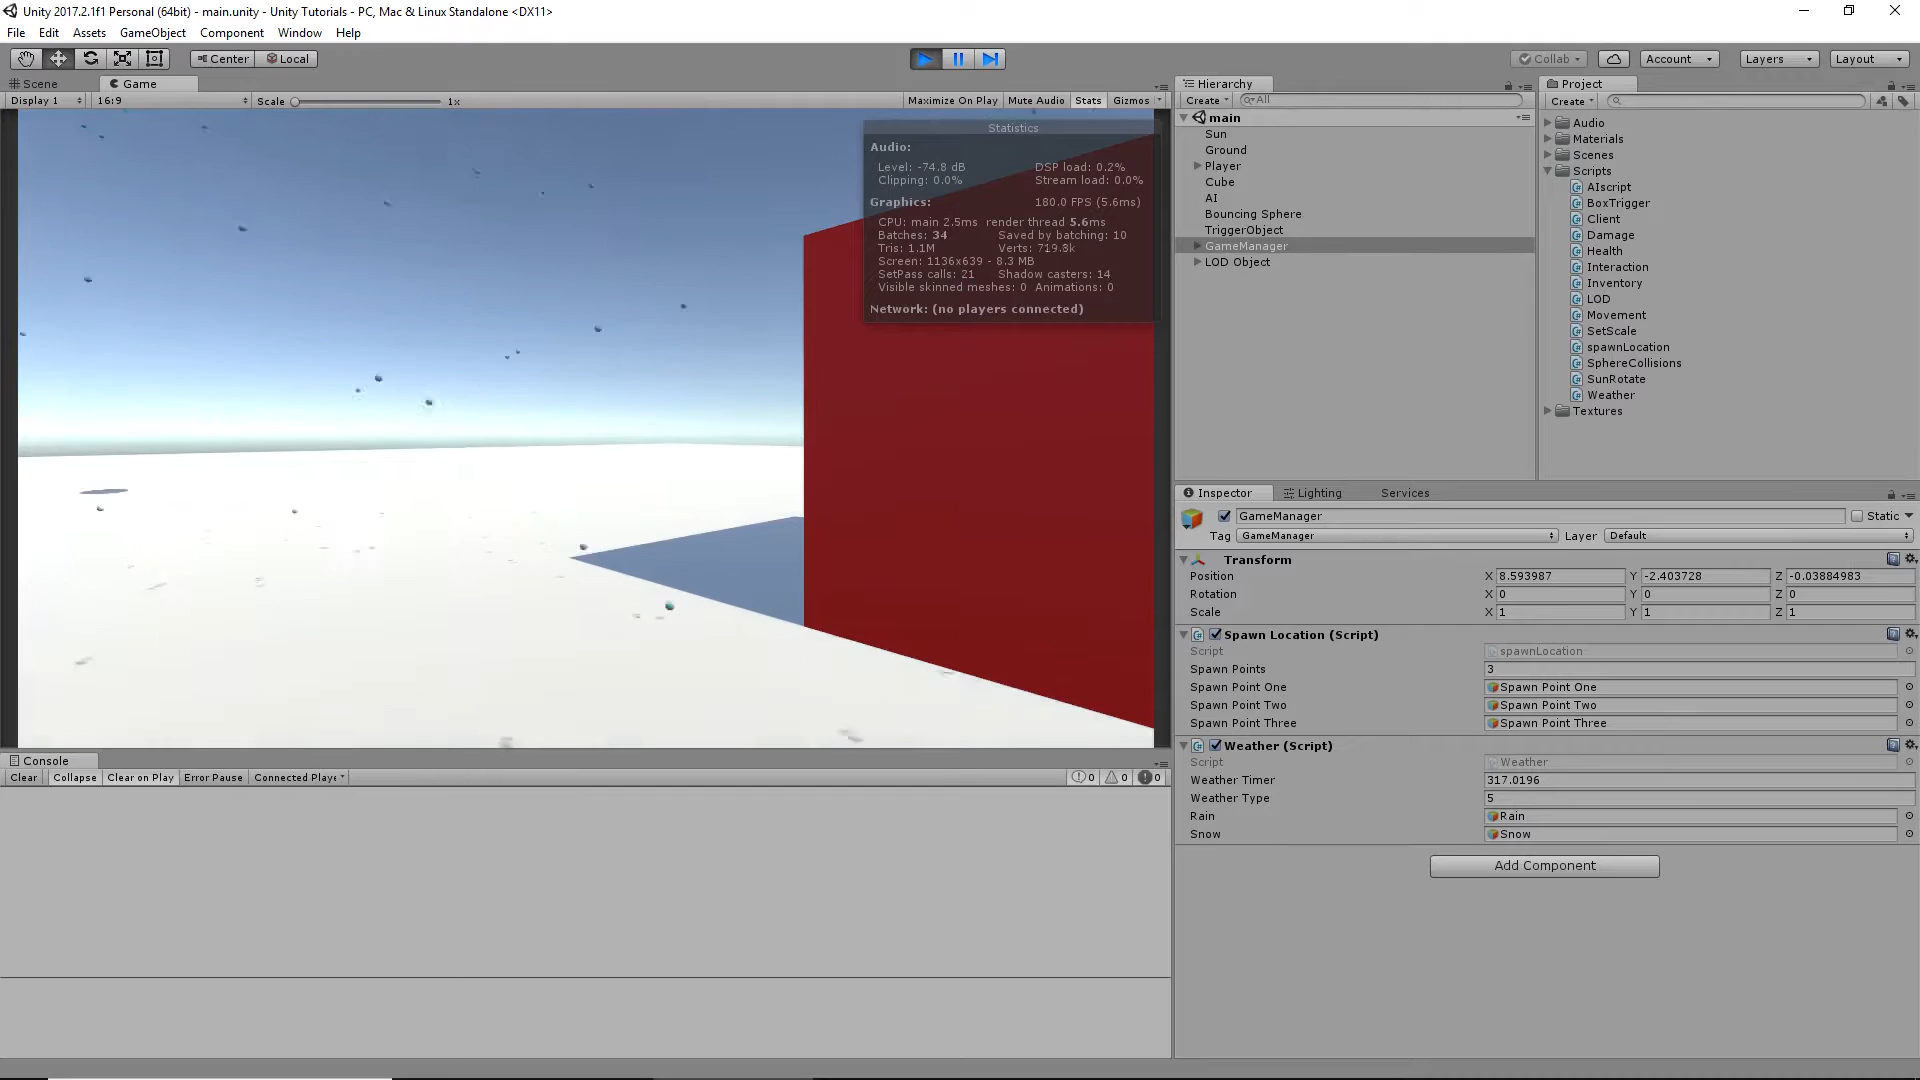 Unity 2017.2.1f1 Personal (64bit) - main.unity - Unity Tutorials - PC, Mac & Linux Standalone <DX11>
File Edit Assets GameObject Component Window Help
Center Local
Collab Account Layers Layout
Scene Game
Display 1 16:9 Scale 1x Maximize On Play Mute Audio Stats Gizmos
Statistics
Audio:
Level: -74.8 dB DSP load: 0.2%
Clipping: 0.0% Stream load: 0.0%
Graphics: 180.0 FPS (5.6ms)
CPU: main 2.5ms render thread 5.6ms
Batches: 34 Saved by batching: 10
Tris: 1.1M Verts: 719.8k
Screen: 1136x639 - 8.3 MB
SetPass calls: 21 Shadow casters: 14
Visible skinned meshes: 0 Animations: 0
Network: (no players connected)
Console
Clear Collapse Clear on Play Error Pause Connected Playe
0 0 0
Hierarchy
Create All
main
Sun
Ground
Player
Cube
AI
Bouncing Sphere
TriggerObject
GameManager
LOD Object
Project
Create
Audio
Materials
Scenes
Scripts
AIscript
BoxTrigger
Client
Damage
Health
Interaction
Inventory
LOD
Movement
SetScale
spawnLocation
SphereCollisions
SunRotate
Weather
Textures
Inspector Lighting Services
GameManager Static
Tag GameManager Layer Default
Transform
Position X 8.593987 Y -2.403728 Z -0.03884983
Rotation X 0 Y 0 Z 0
Scale X 1 Y 1 Z 1
Spawn Location (Script)
Script spawnLocation
Spawn Points 3
Spawn Point One Spawn Point One
Spawn Point Two Spawn Point Two
Spawn Point Three Spawn Point Three
Weather (Script)
Script Weather
Weather Timer 317.0196
Weather Type 5
Rain Rain
Snow Snow
Add Component